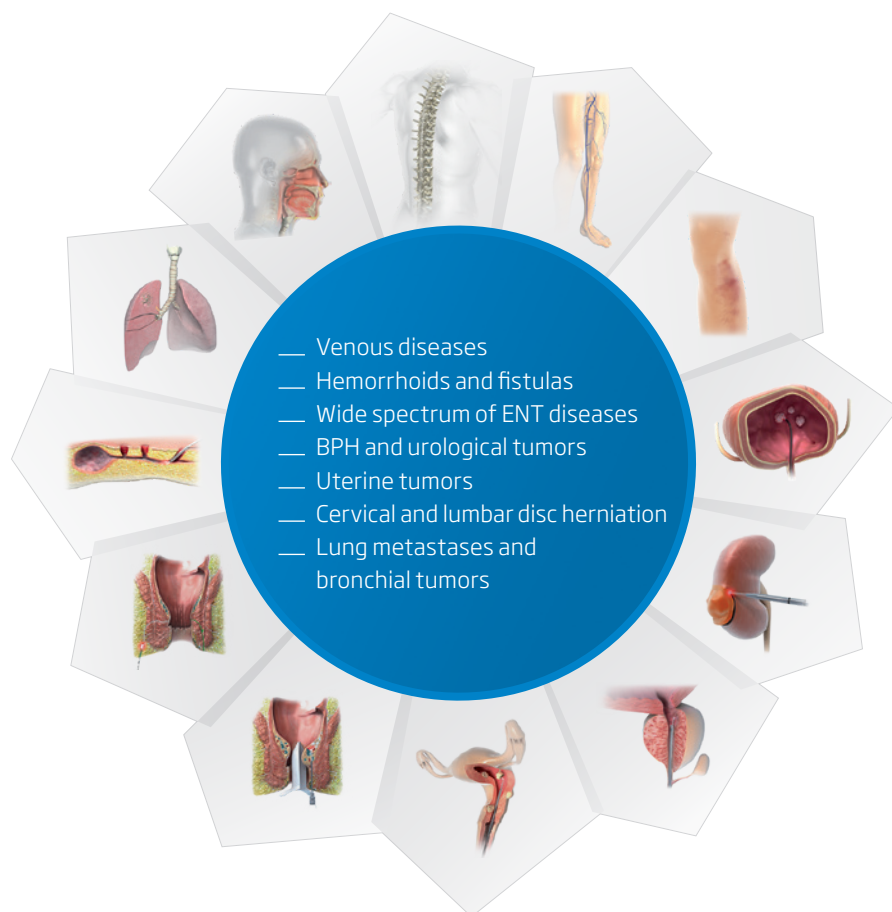 Venous diseases
Hemorrhoids and fistulas
Wide spectrum of ENT diseases
BPH and urological tumors
Uterine tumors
Cervical and lumbar disc herniation
Lung metastases and
bronchial tumors